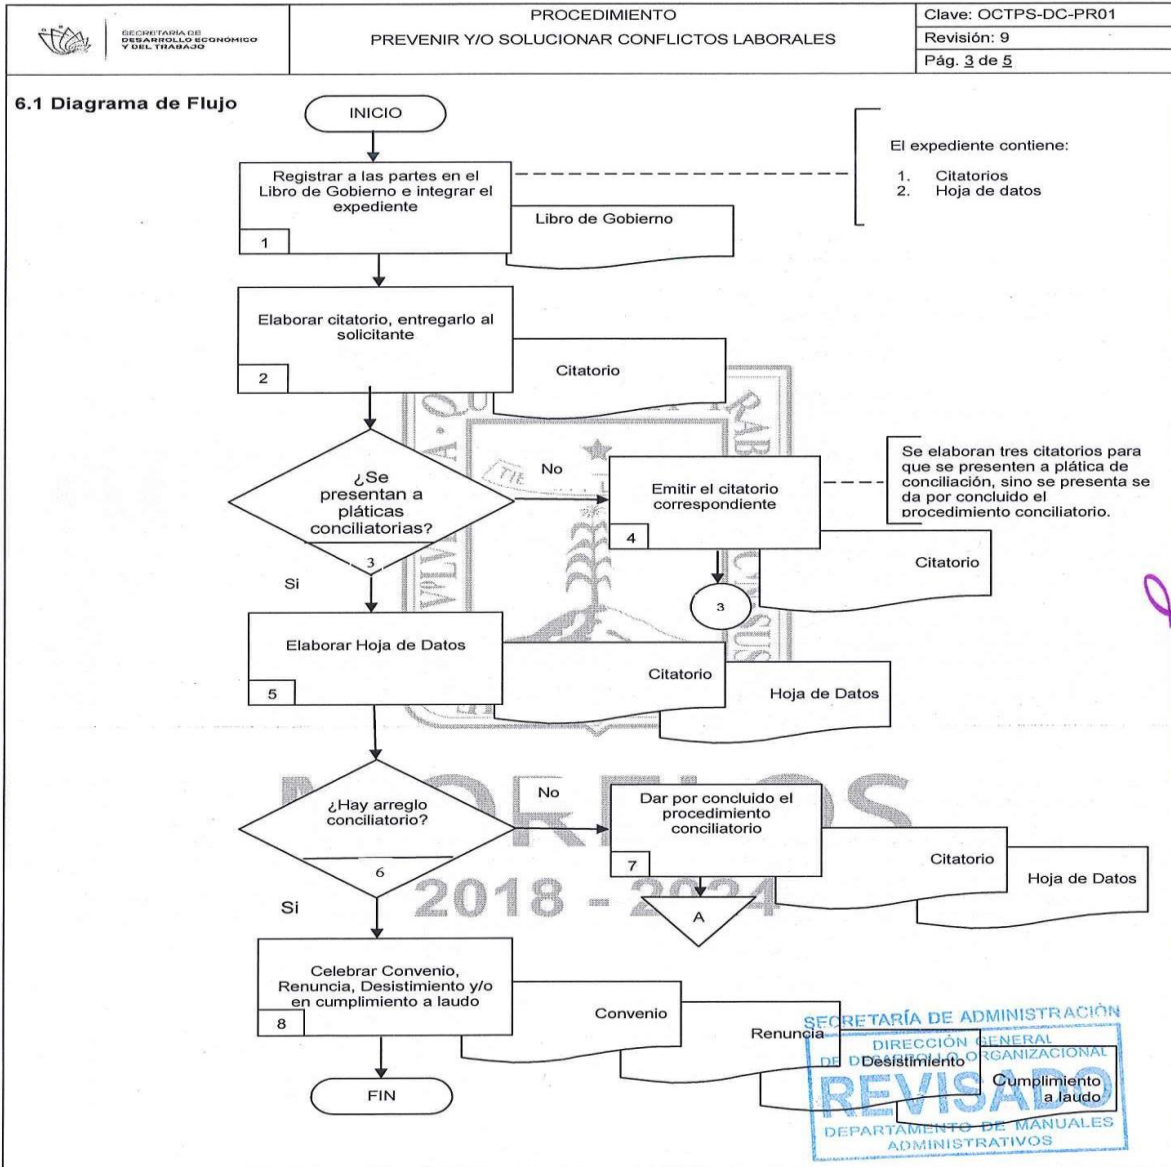 SECRETARÍA DE
DESARROLLO ECONÓMICO
Y DEL TRABAJO
PROCEDIMIENTO
PREVENIR Y/O SOLUCIONAR CONFLICTOS LABORALES
Clave: OCTPS-DC-PR01
Revisión: 9
Pág. 3 de 5
6.1 Diagrama de Flujo
INICIO
El expediente contiene:
1. Citatorios
2. Hoja de datos
Registrar a las partes en el
Libro de Gobierno e integrar el
expediente
1
Libro de Gobierno
Elaborar citatorio, entregarlo al
solicitante
2
Citatorio
¿Se
presentan a
pláticas
conciliatorias?
3
No
Si
Emitir el citatorio
correspondiente
4
Se elaboran tres citatorios para
que se presenten a plática de
conciliación, sino se presenta se
da por concluido el
procedimiento conciliatorio.
Citatorio
3
Elaborar Hoja de Datos
5
Citatorio
Hoja de Datos
¿Hay arreglo
conciliatorio?
6
No
Si
Dar por concluido el
procedimiento
conciliatorio
7
Citatorio
Hoja de Datos
A
MORELOS
2018 - 2024
Celebrar Convenio,
Renuncia, Desistimiento y/o
en cumplimiento a laudo
8
Convenio
Renuncia
Desistimiento
Cumplimiento
a laudo
FIN
SECRETARÍA DE ADMINISTRACIÓN
DIRECCIÓN GENERAL
DE DESARROLLO ORGANIZACIONAL
REVISADO
DEPARTAMENTO DE MANUALES
ADMINISTRATIVOS